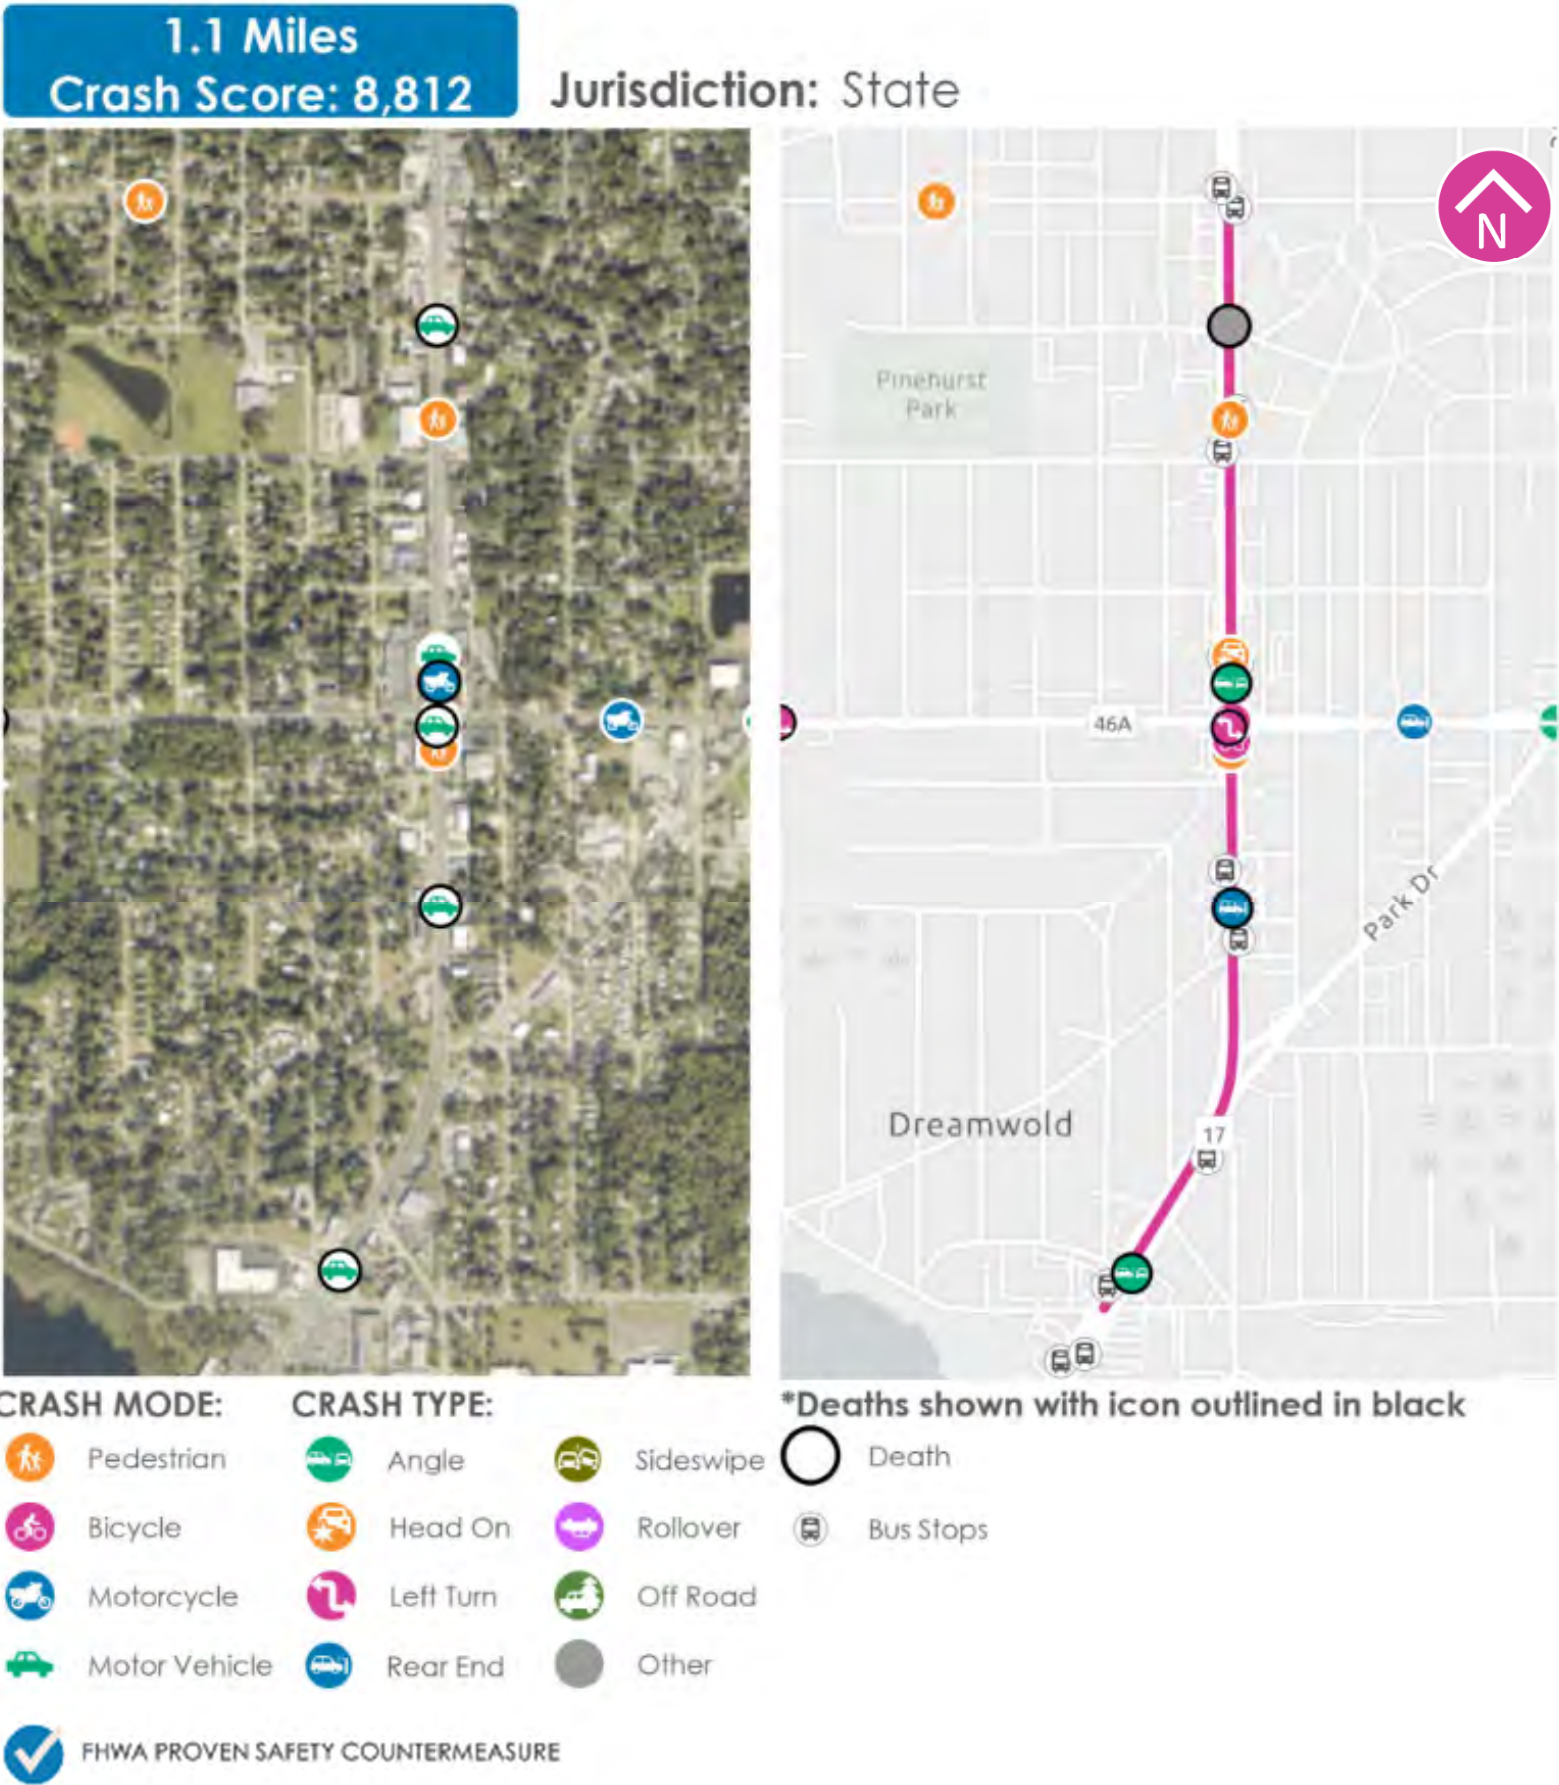 1.1 Miles
Crash Score: 8,812
Jurisdiction: State
N
Pinehurst
Park
46A
Park Dr
Dreamwold
17
CRASH MODE:
CRASH TYPE:
*Deaths shown with icon outlined in black
Pedestrian
Angle
Sideswipe
Death
Bicycle
Head On
Rollover
Bus Stops
Motorcycle
Left Turn
Off Road
Motor Vehicle
Rear End
Other
FHWA PROVEN SAFETY COUNTERMEASURE